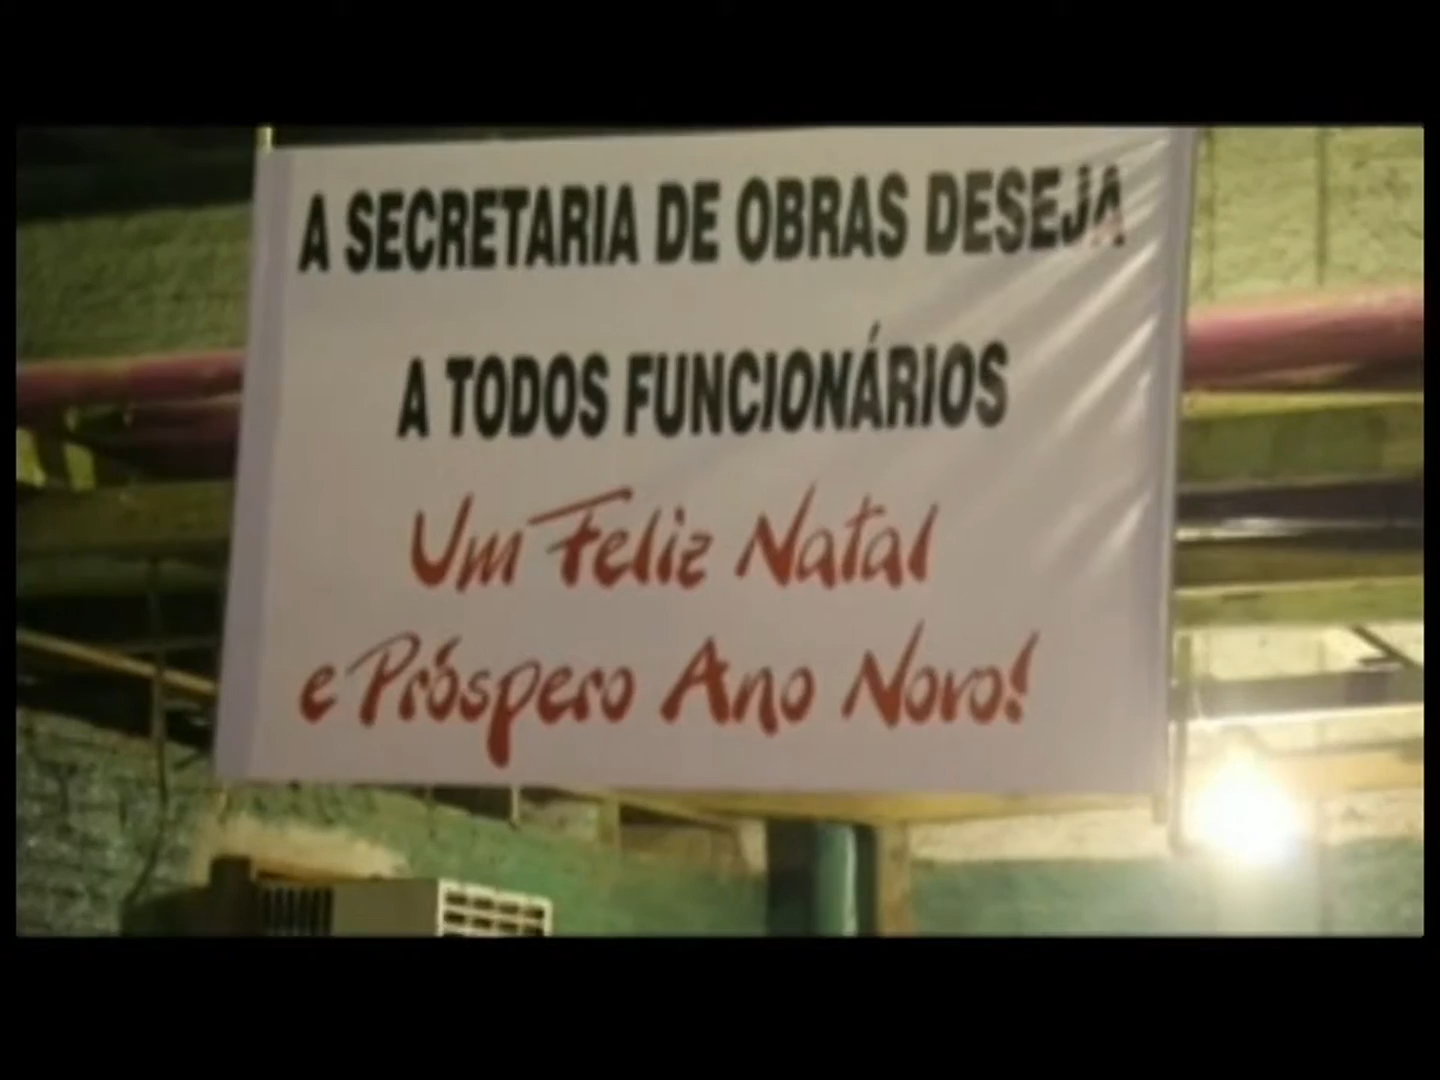 A SECRETARIA DE OBRAS DESEJA
A TODOS FUNCIONÁRIOS
Um Feliz Natal
e Próspero Ano Novo!